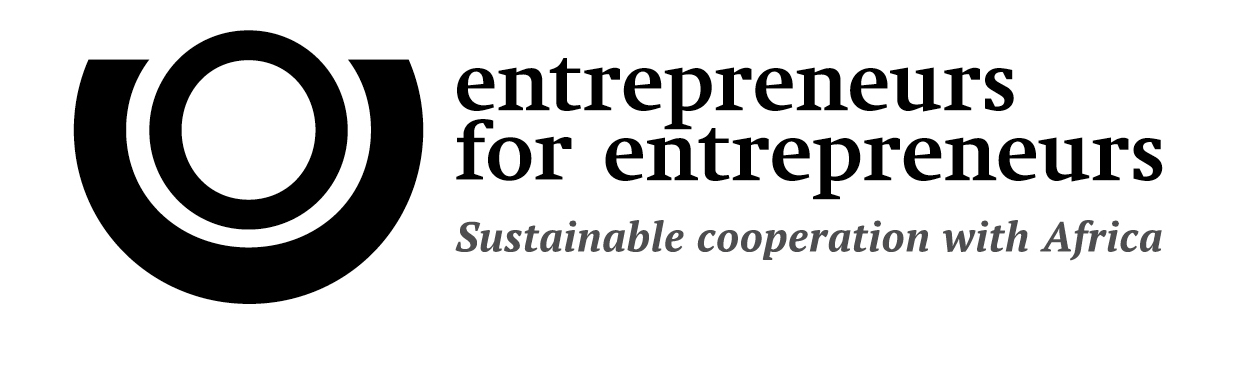 entrepreneurs
for entrepreneurs
Sustainable cooperation with Africa